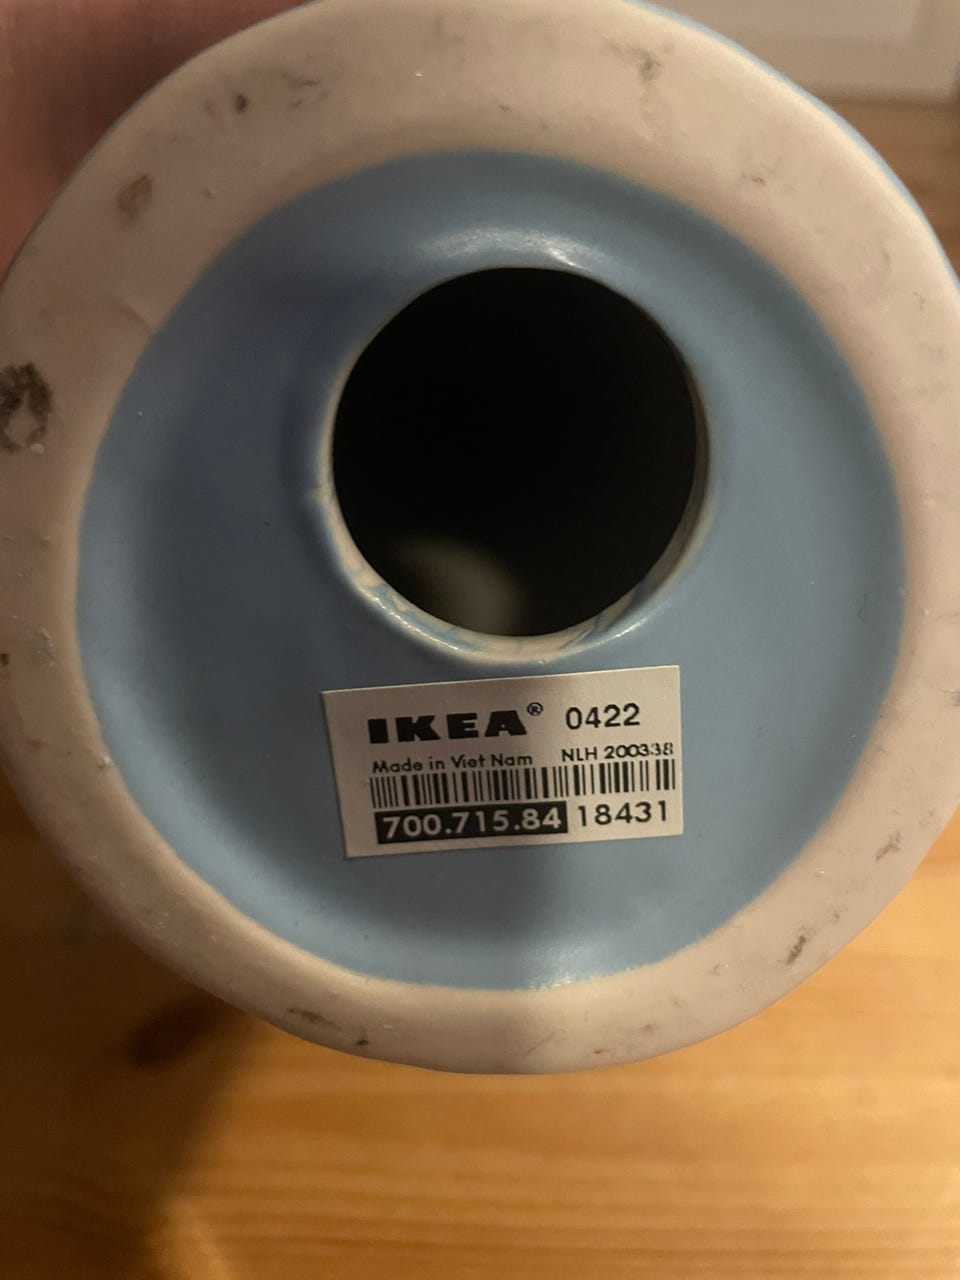 IKEA® 0422
Made in Viet Nam NLH 200338
700.715.84 18431